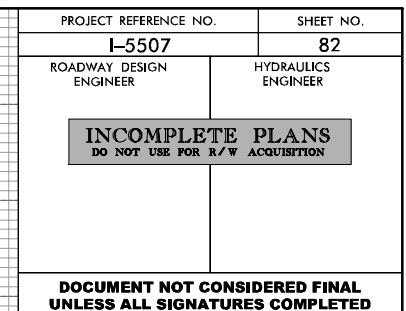 PROJECT REFERENCE NO. SHEET NO.
I–5507 82
ROADWAY DESIGN
ENGINEER
HYDRAULICS
ENGINEER
INCOMPLETE PLANS
DO NOT USE FOR R/W ACQUISITION
DOCUMENT NOT CONSIDERED FINAL
UNLESS ALL SIGNATURES COMPLETED